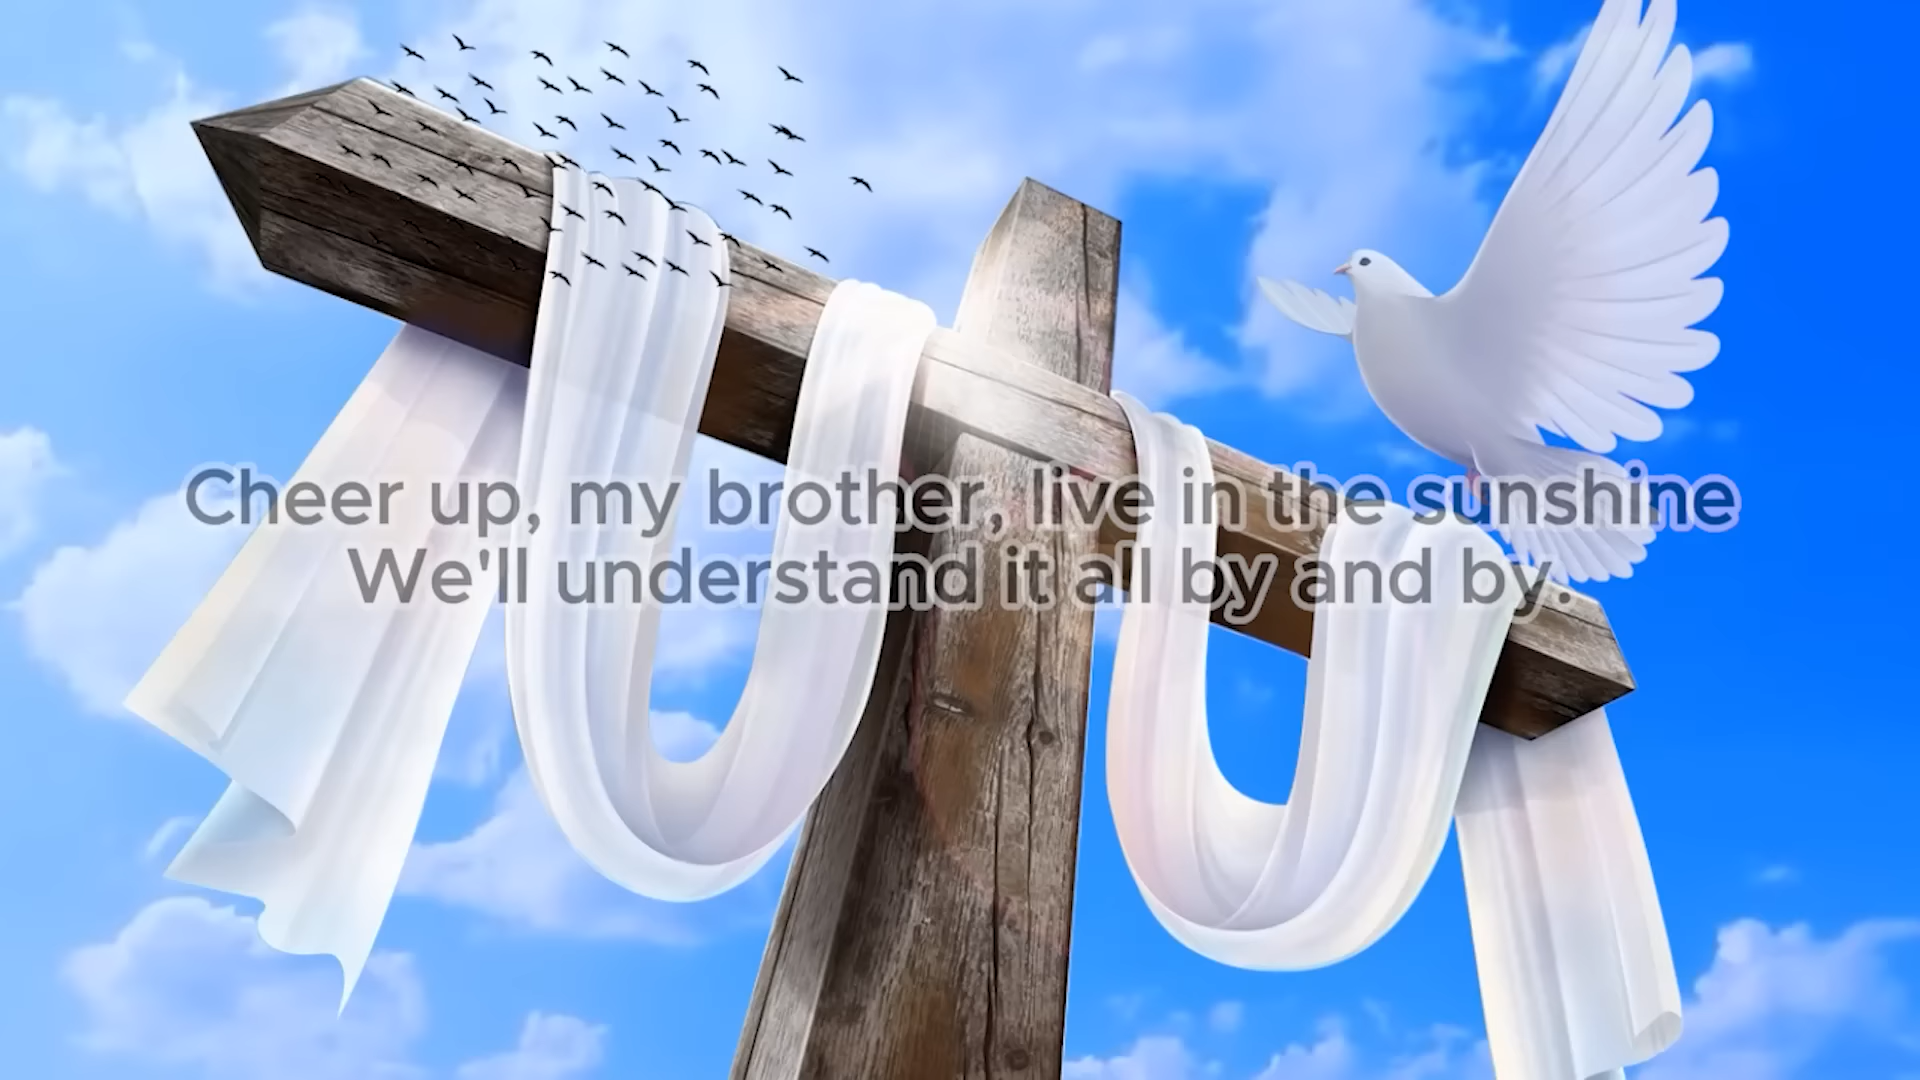 Cheer up, my brother, live in the sunshine
We'll understand it all by and by.